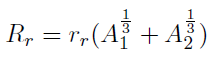 R_r = r_r(A_1^{\frac{1}{3}} + A_2^{\frac{1}{3}})